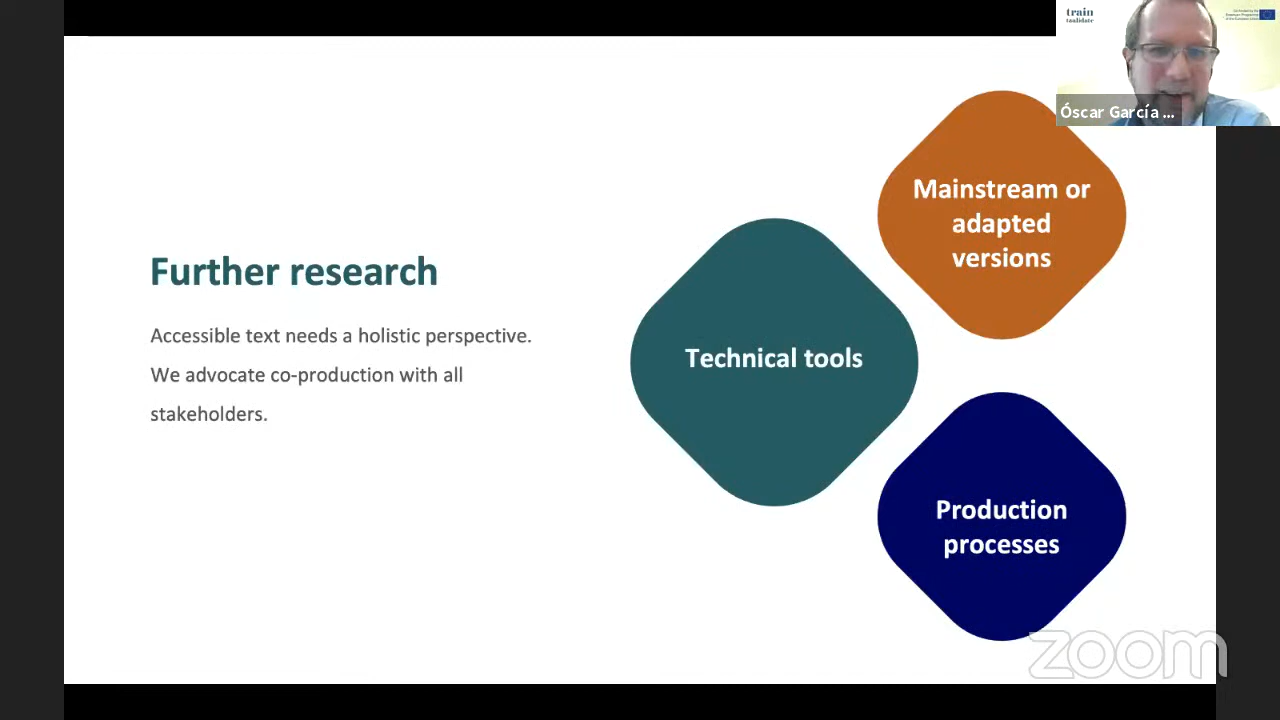 train
Óscar García ...
Mainstream or
adapted
versions
Further research
Accessible text needs a holistic perspective.
We advocate co-production with all
stakeholders.
Technical tools
Production
processes
zoom